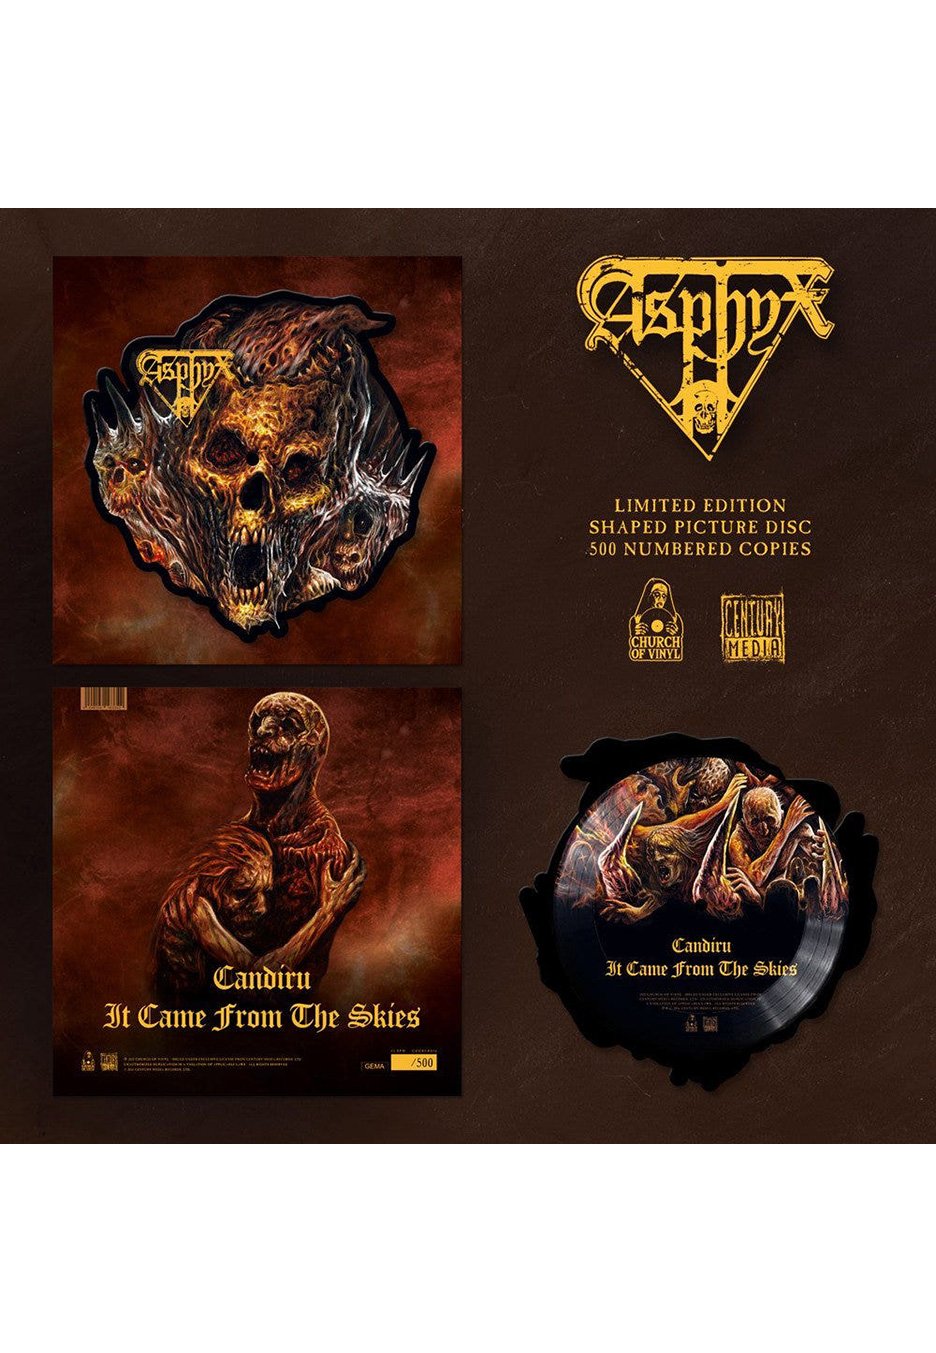 Asphyx
Asphyx
LIMITED EDITION
SHAPED PICTURE DISC
500 NUMBERED COPIES
CHURCH
OF VINYL
CENTURY
MEDIA
Candiru
It Came From The Skies
GEMA
/500
Candiru
It Came From The Skies